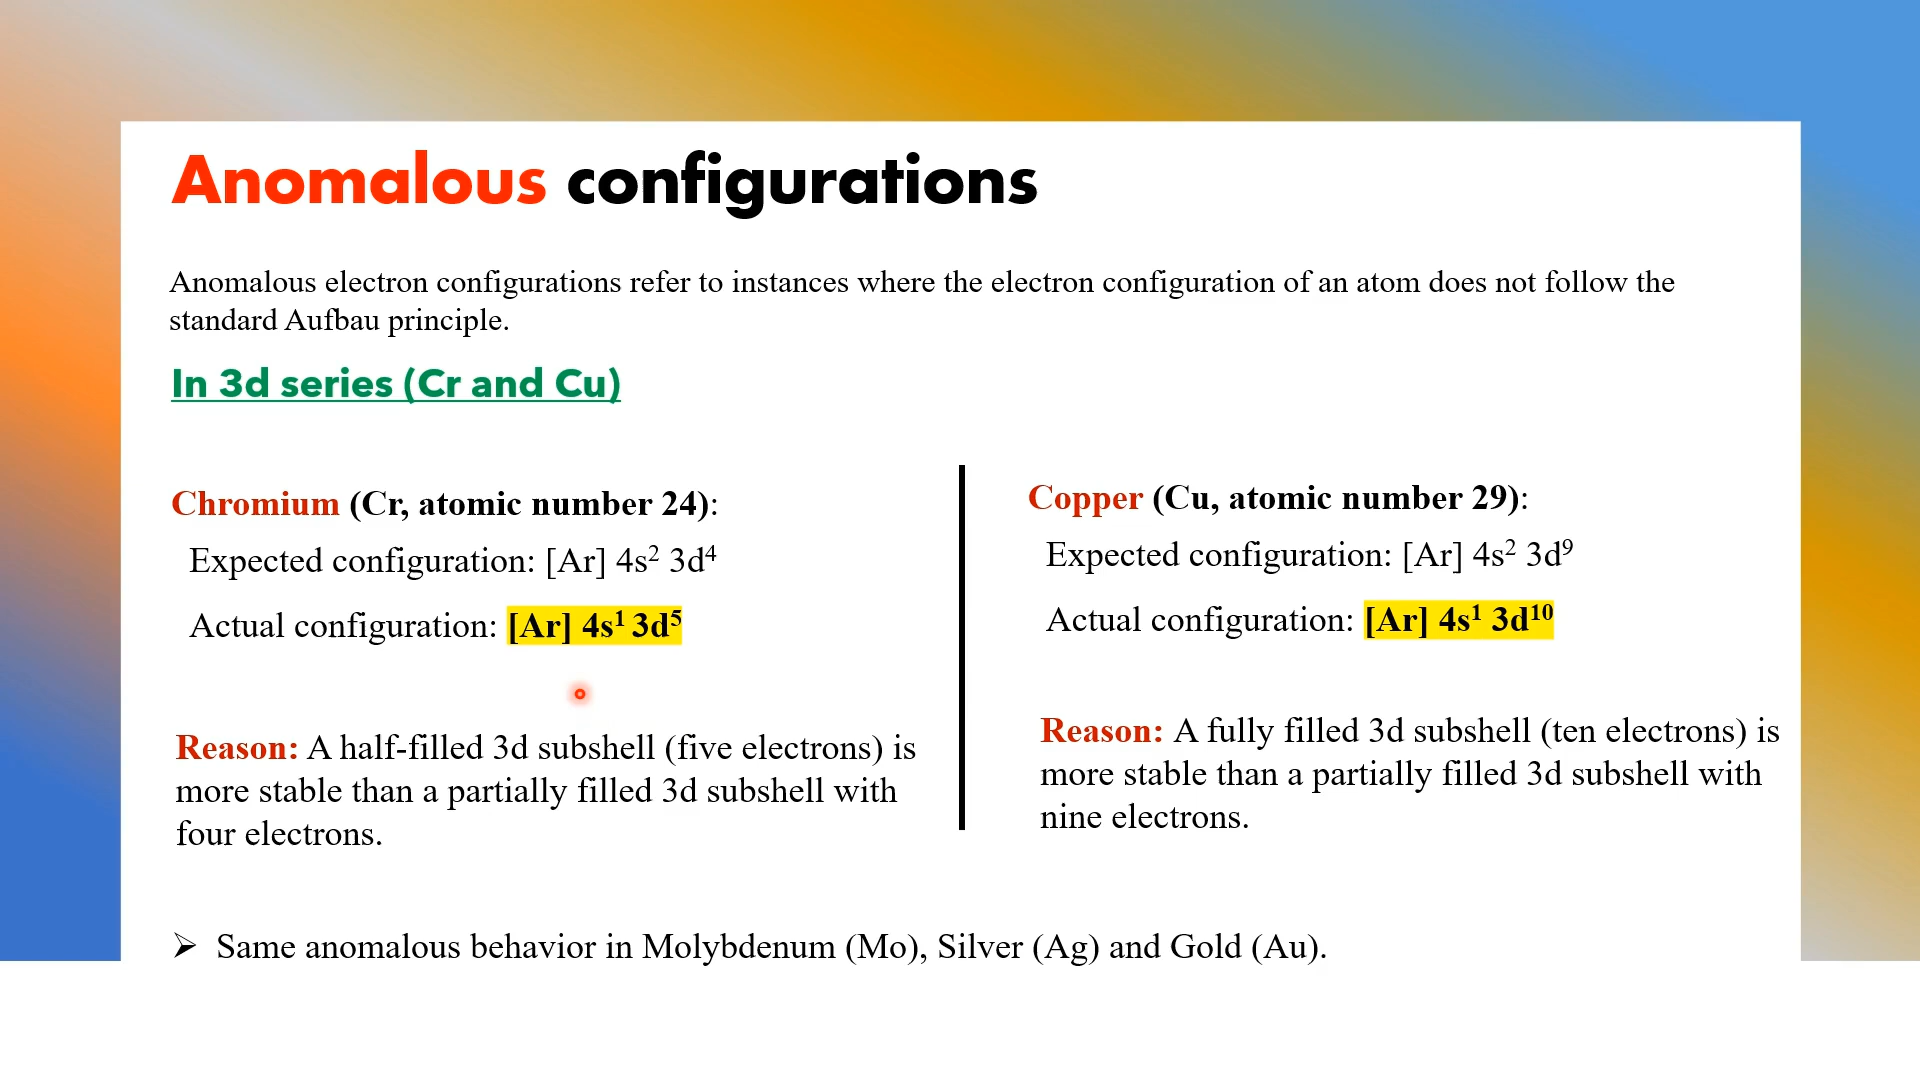 Anomalous configurations
Anomalous electron configurations refer to instances where the electron configuration of an atom does not follow the
standard Aufbau principle.
In 3d series (Cr and Cu)
Chromium (Cr, atomic number 24):
Expected configuration: [Ar] 4s² 3d⁴
Actual configuration: [Ar] 4s¹ 3d⁵
Reason: A half-filled 3d subshell (five electrons) is
more stable than a partially filled 3d subshell with
four electrons.
Copper (Cu, atomic number 29):
Expected configuration: [Ar] 4s² 3d⁹
Actual configuration: [Ar] 4s¹ 3d¹⁰
Reason: A fully filled 3d subshell (ten electrons) is
more stable than a partially filled 3d subshell with
nine electrons.
➢ Same anomalous behavior in Molybdenum (Mo), Silver (Ag) and Gold (Au).